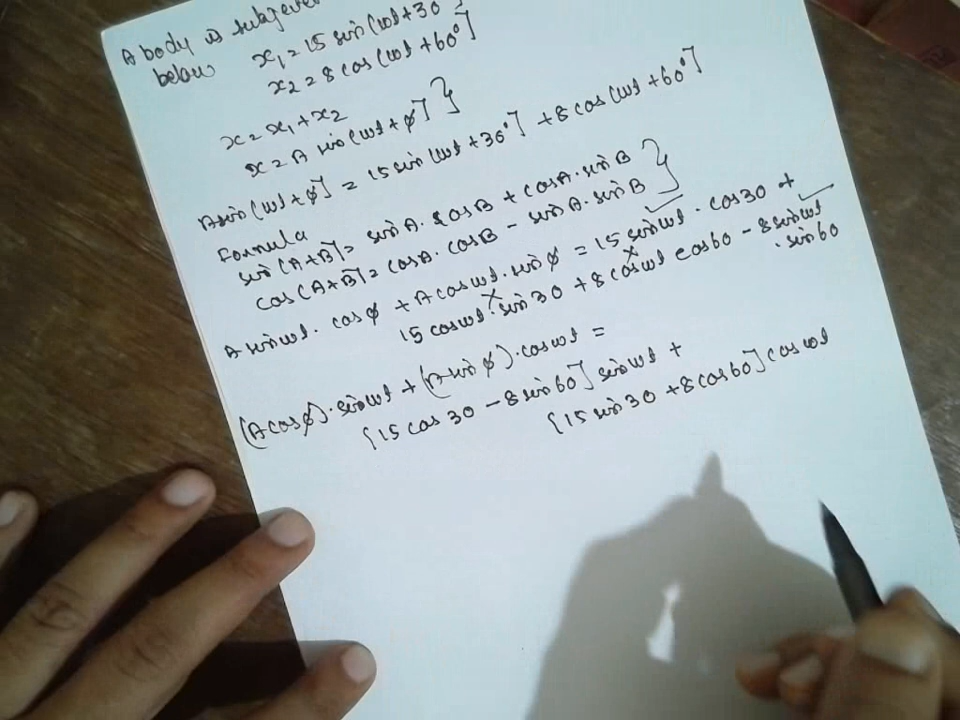 A body is subject
below x₁ = 15 sin (ωt + 30
x₂ = 8 cos (ωt + 60°]
x = x₁ + x₂
x = A sin (ωt + ϕ] }
A sin (ωt + ϕ] = 15 sin (ωt + 30°] + 8 cos (ωt + 60°]
Formula
sin (A+B] = sin A. cos B + cos A. sin B }
cos (A+B] = cos A. cos B - sin A. sin B
A sin ωt. cos ϕ + A cos ωt. sin ϕ = 15 sin ωt. cos 30 +
15 cos ωt. sin 30 + 8 cos ωt cos 60 - 8 sin ωt
. sin 60
(A cos ϕ). sin ωt + (A sin ϕ). cos ωt =
{15 cos 30 - 8 sin 60] sin ωt +
{15 sin 30 + 8 cos 60] cos ωt